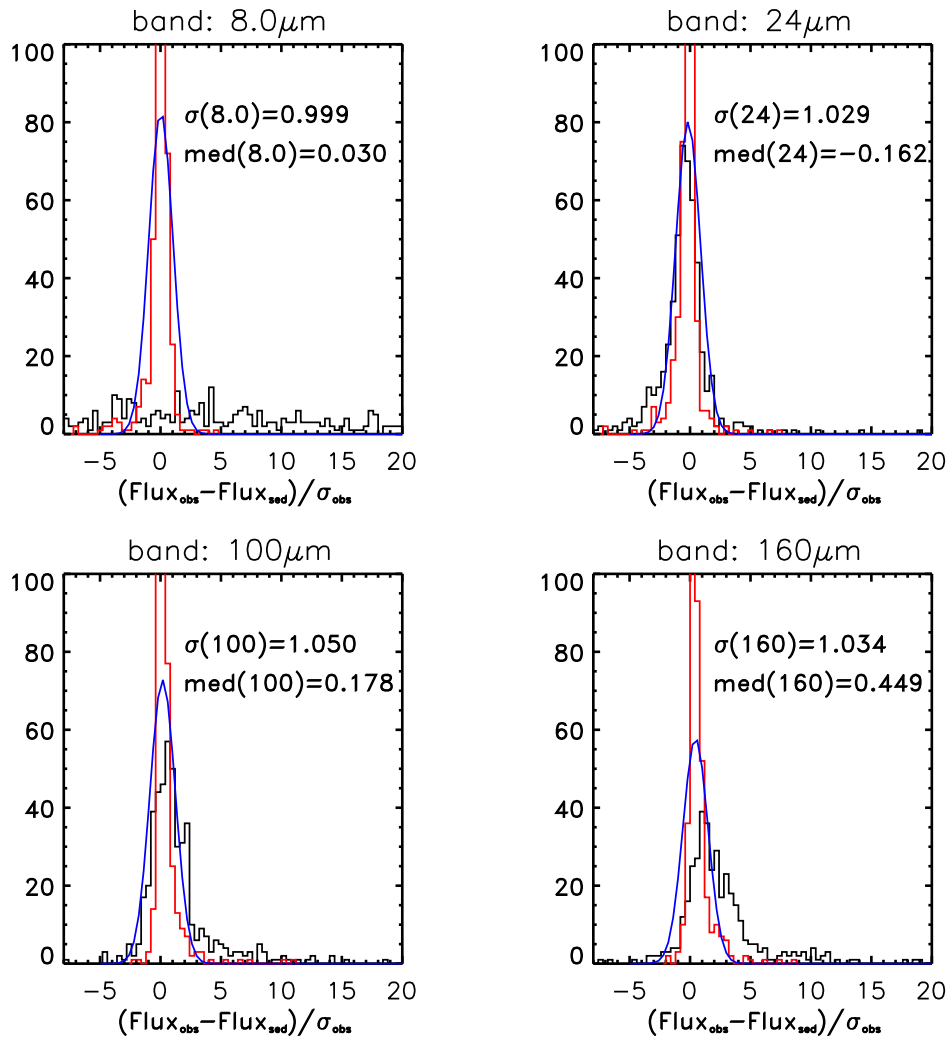 band: 8.0μm
100
80
60
40
20
0
σ(8.0)=0.999
med(8.0)=0.030
−5 0 5 10 15 20
(Flux_obs−Flux_sed)/σ_obs
band: 24μm
100
80
60
40
20
0
σ(24)=1.029
med(24)=−0.162
−5 0 5 10 15 20
(Flux_obs−Flux_sed)/σ_obs
band: 100μm
100
80
60
40
20
0
σ(100)=1.050
med(100)=0.178
−5 0 5 10 15 20
(Flux_obs−Flux_sed)/σ_obs
band: 160μm
100
80
60
40
20
0
σ(160)=1.034
med(160)=0.449
−5 0 5 10 15 20
(Flux_obs−Flux_sed)/σ_obs